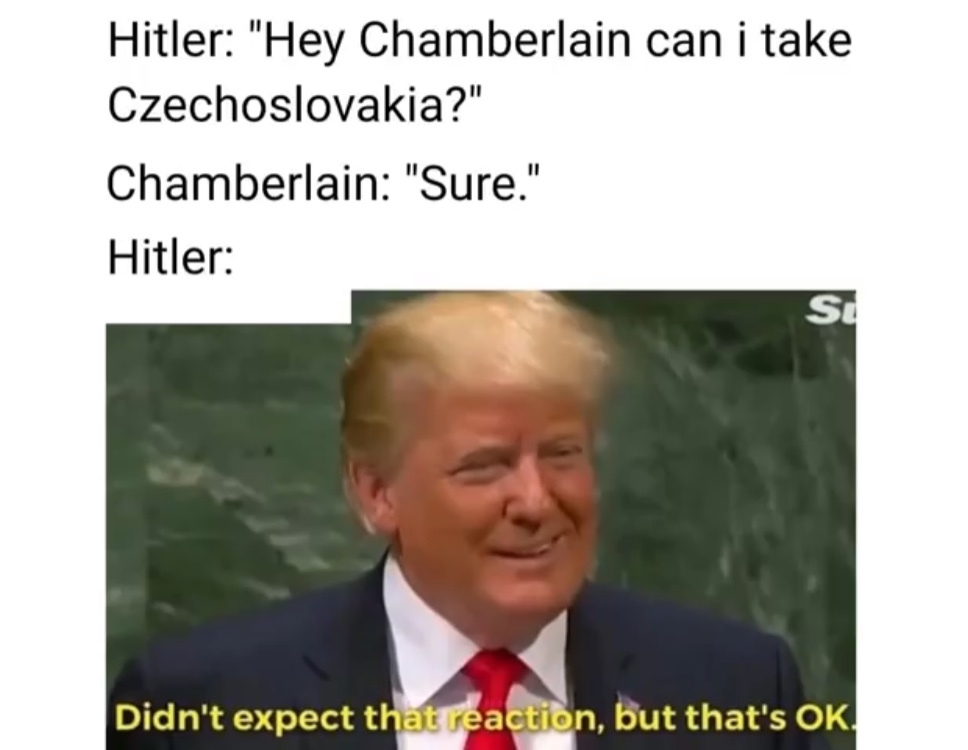 Hitler: "Hey Chamberlain can i take
Czechoslovakia?"
Chamberlain: "Sure."
Hitler:
Didn't expect that reaction, but that's OK.